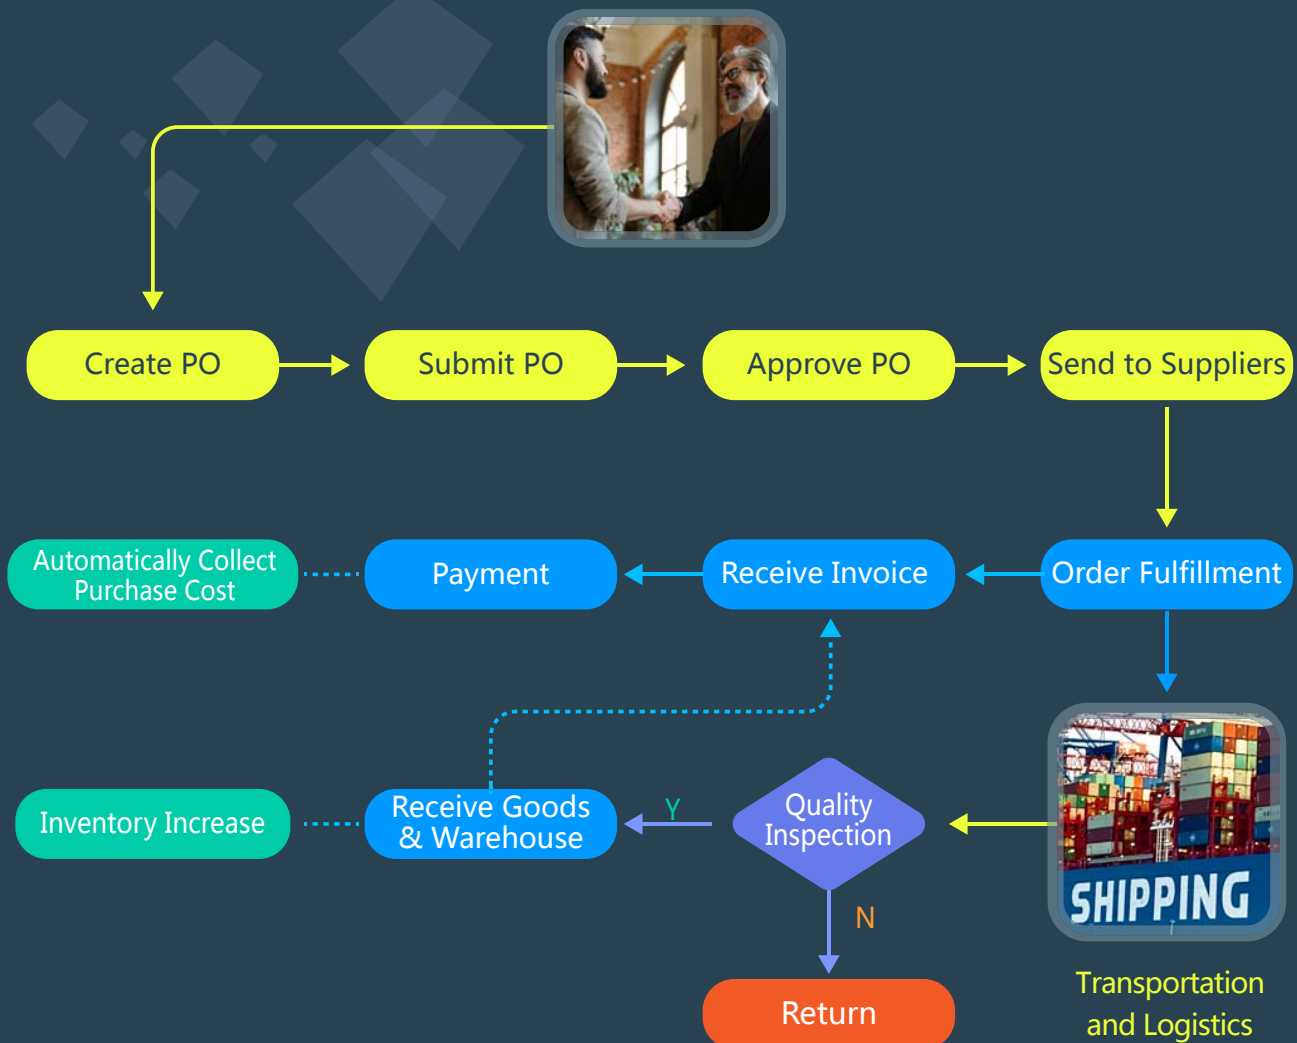 Create PO
Submit PO
Approve PO
Send to Suppliers
Automatically Collect
Purchase Cost
Payment
Receive Invoice
Order Fulfillment
Inventory Increase
Receive Goods
& Warehouse
Y
Quality
Inspection
SHIPPING
N
Return
Transportation
and Logistics